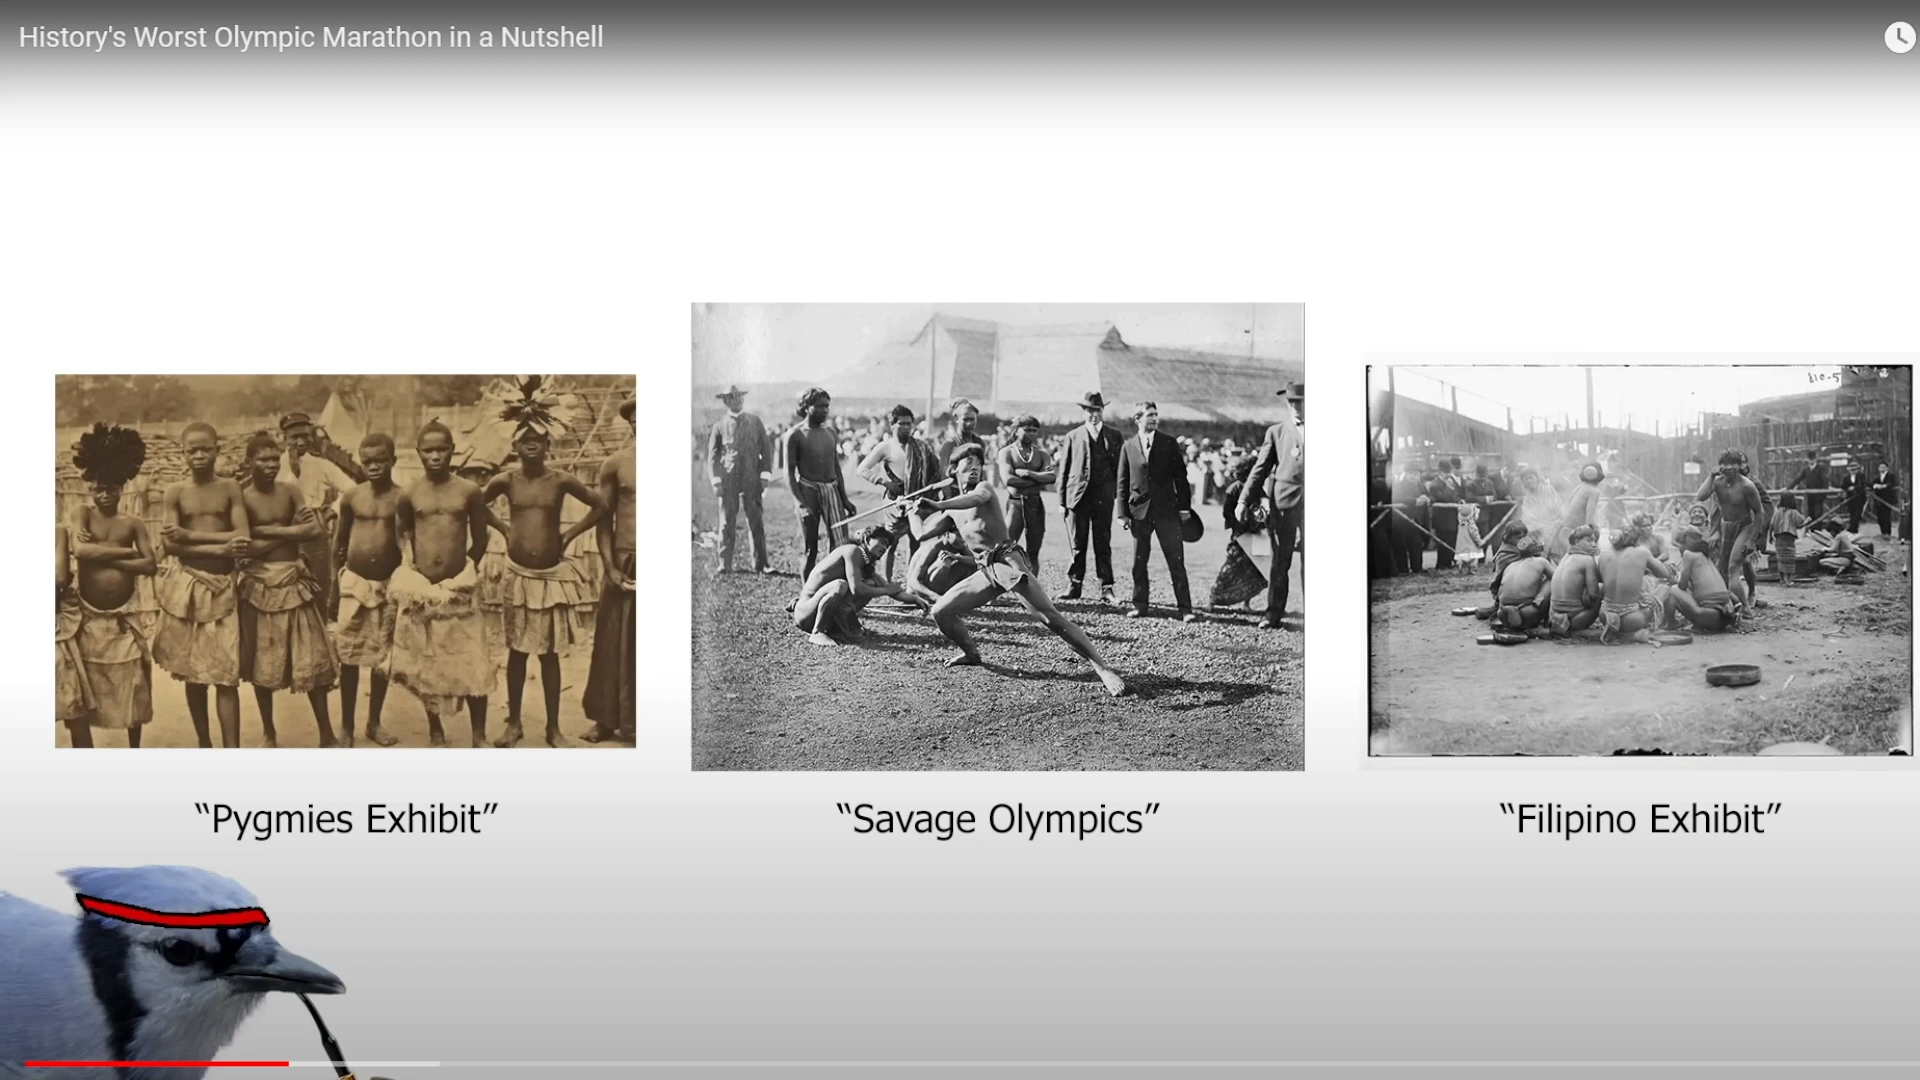 History's Worst Olympic Marathon in a Nutshell
“Pygmies Exhibit”
“Savage Olympics”
“Filipino Exhibit”